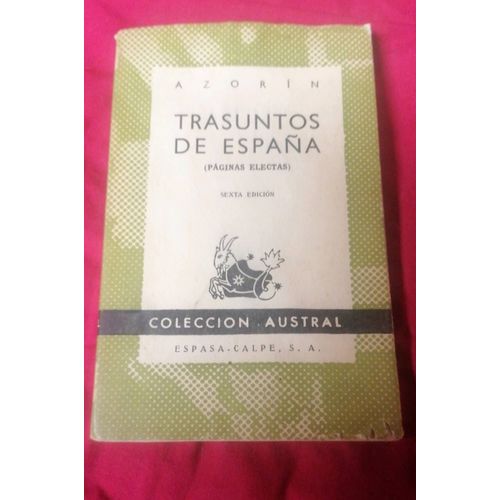 AZORÍN
TRASUNTOS
DE ESPAÑA
(PÁGINAS ELECTAS)
SEXTA EDICIÓN
COLECCION AUSTRAL
ESPASA-CALPE, S. A.